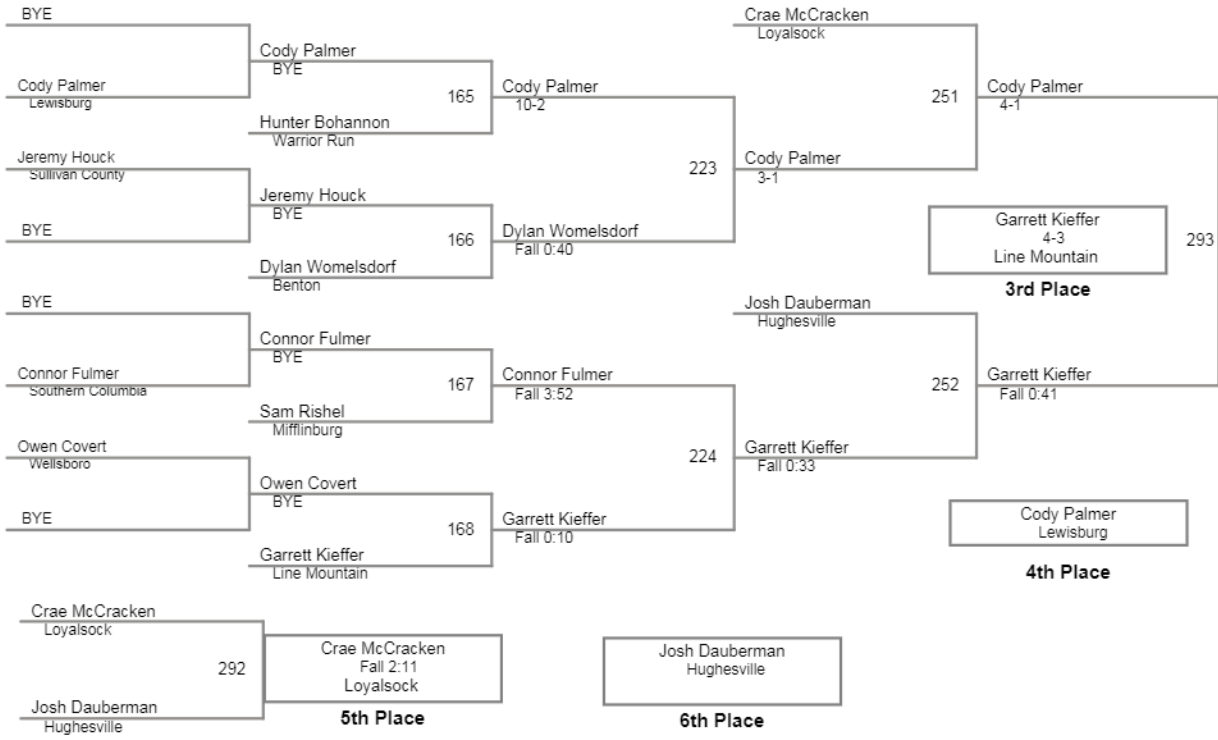 BYE
Cody Palmer
Lewisburg
Jeremy Houck
Sullivan County
BYE
BYE
Connor Fulmer
Southern Columbia
Owen Covert
Wellsboro
BYE
Cody Palmer
BYE
165
Hunter Bohannon
Warrior Run
Jeremy Houck
BYE
166
Dylan Womelsdorf
Benton
Connor Fulmer
BYE
167
Sam Rishel
Mifflinburg
Owen Covert
BYE
168
Garrett Kieffer
Line Mountain
Cody Palmer
10-2
223
Dylan Womelsdorf
Fall 0:40
Connor Fulmer
Fall 3:52
224
Garrett Kieffer
Fall 0:10
Crae McCracken
Loyalsock
251
Cody Palmer
3-1
Josh Dauberman
Hughesville
252
Garrett Kieffer
Fall 0:33
Cody Palmer
4-1
293
Garrett Kieffer
Fall 0:41
Garrett Kieffer
4-3
Line Mountain
3rd Place
Cody Palmer
Lewisburg
4th Place
Crae McCracken
Loyalsock
292
Josh Dauberman
Hughesville
Crae McCracken
Fall 2:11
Loyalsock
5th Place
Josh Dauberman
Hughesville
6th Place